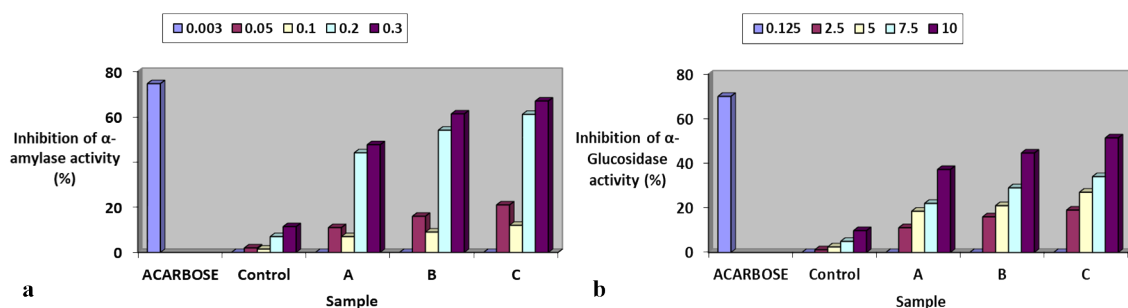 0.003 0.05 0.1 0.2 0.3
80
60
40
20
0
Inhibition of α-
amylase activity
(%)
ACARBOSE Control A B C
Sample
a
0.125 2.5 5 7.5 10
80
60
40
20
0
Inhibition of α-
Glucosidase
activity (%)
ACARBOSE Control A B C
Sample
b